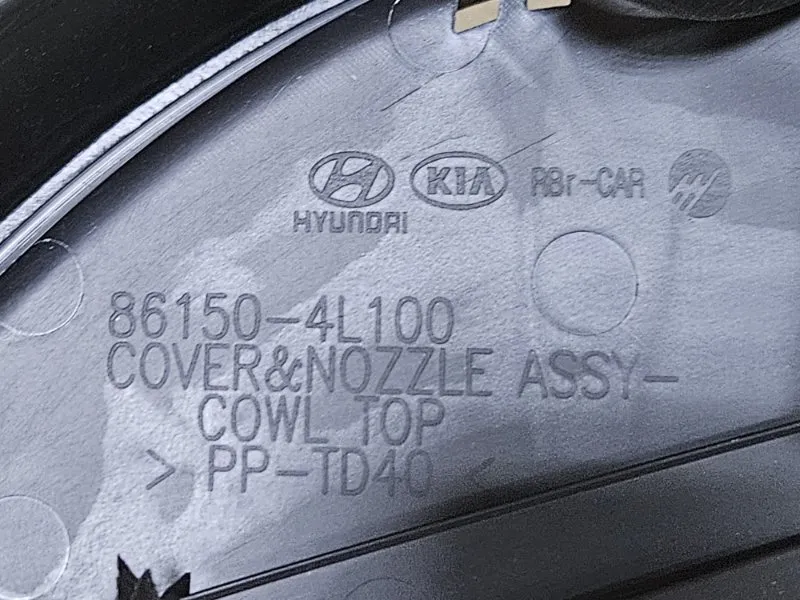 HYUNDAI KIA RBr-CAR
86150-4L100
COVER&NOZZLE ASSY-
COWL TOP
> PP-TD40